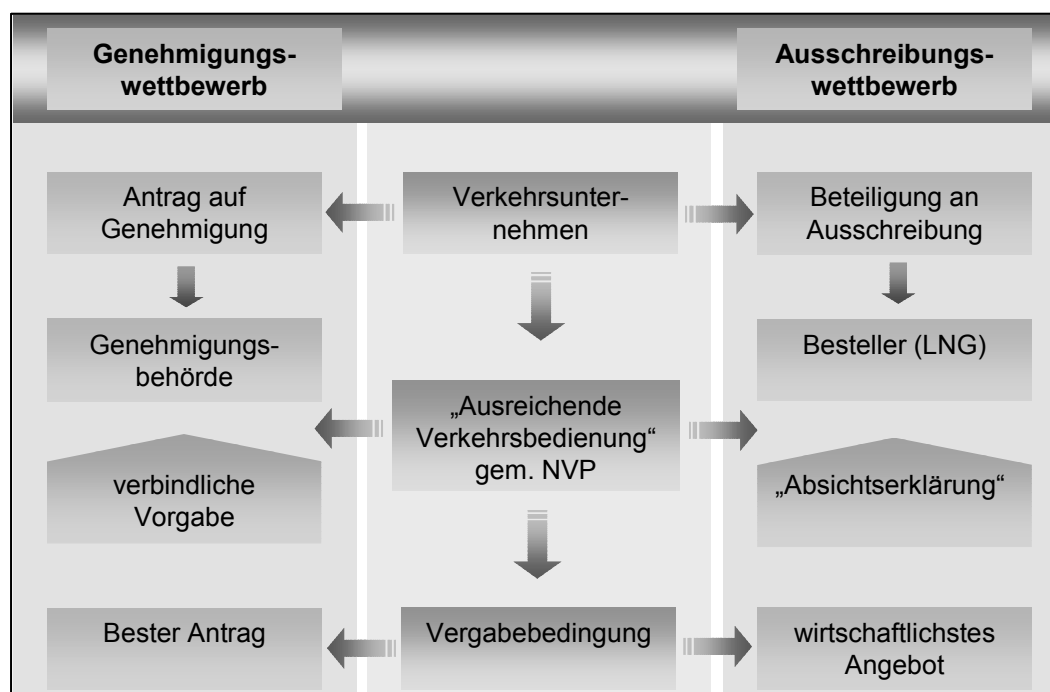 Genehmigungs-
wettbewerb
Ausschreibungs-
wettbewerb
Antrag auf
Genehmigung
Verkehrsunter-
nehmen
Beteiligung an
Ausschreibung
Genehmigungs-
behörde
Besteller (LNG)
„Ausreichende
Verkehrsbedienung“
gem. NVP
verbindliche
Vorgabe
„Absichtserklärung“
Bester Antrag
Vergabebedingung
wirtschaftlichstes
Angebot